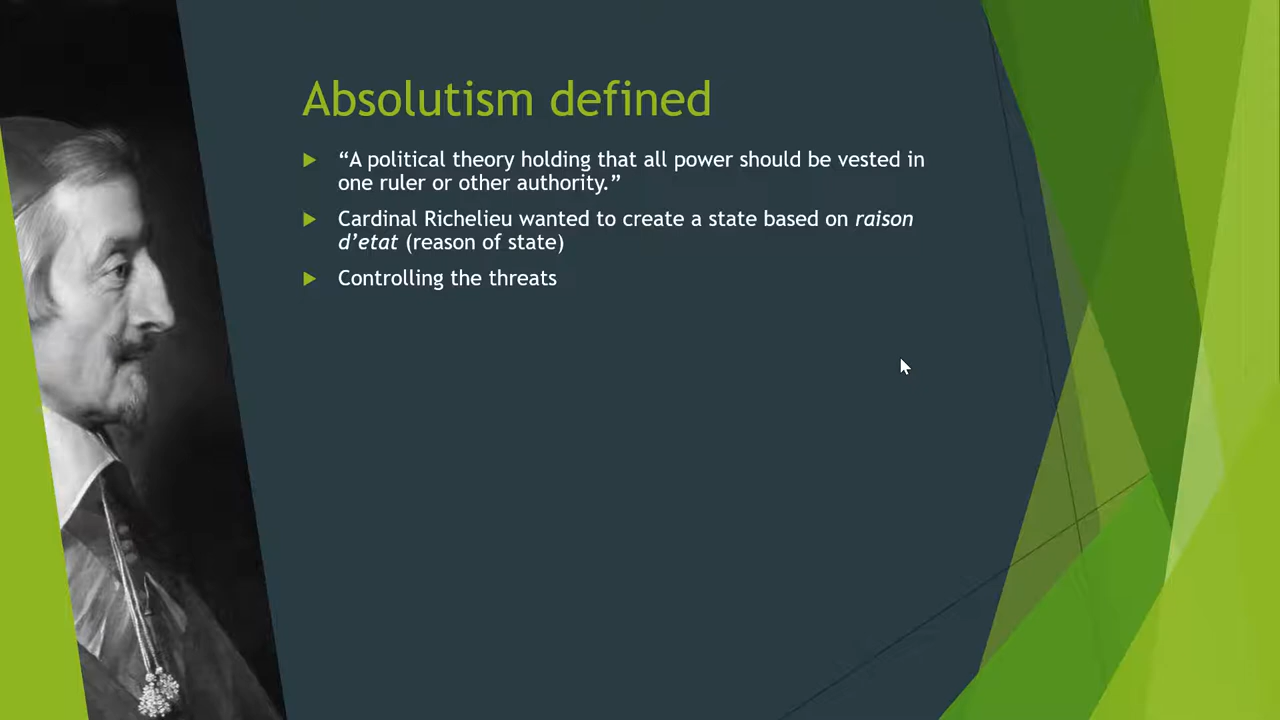 Absolutism defined
“A political theory holding that all power should be vested in
one ruler or other authority.”
Cardinal Richelieu wanted to create a state based on raison
d’etat (reason of state)
Controlling the threats